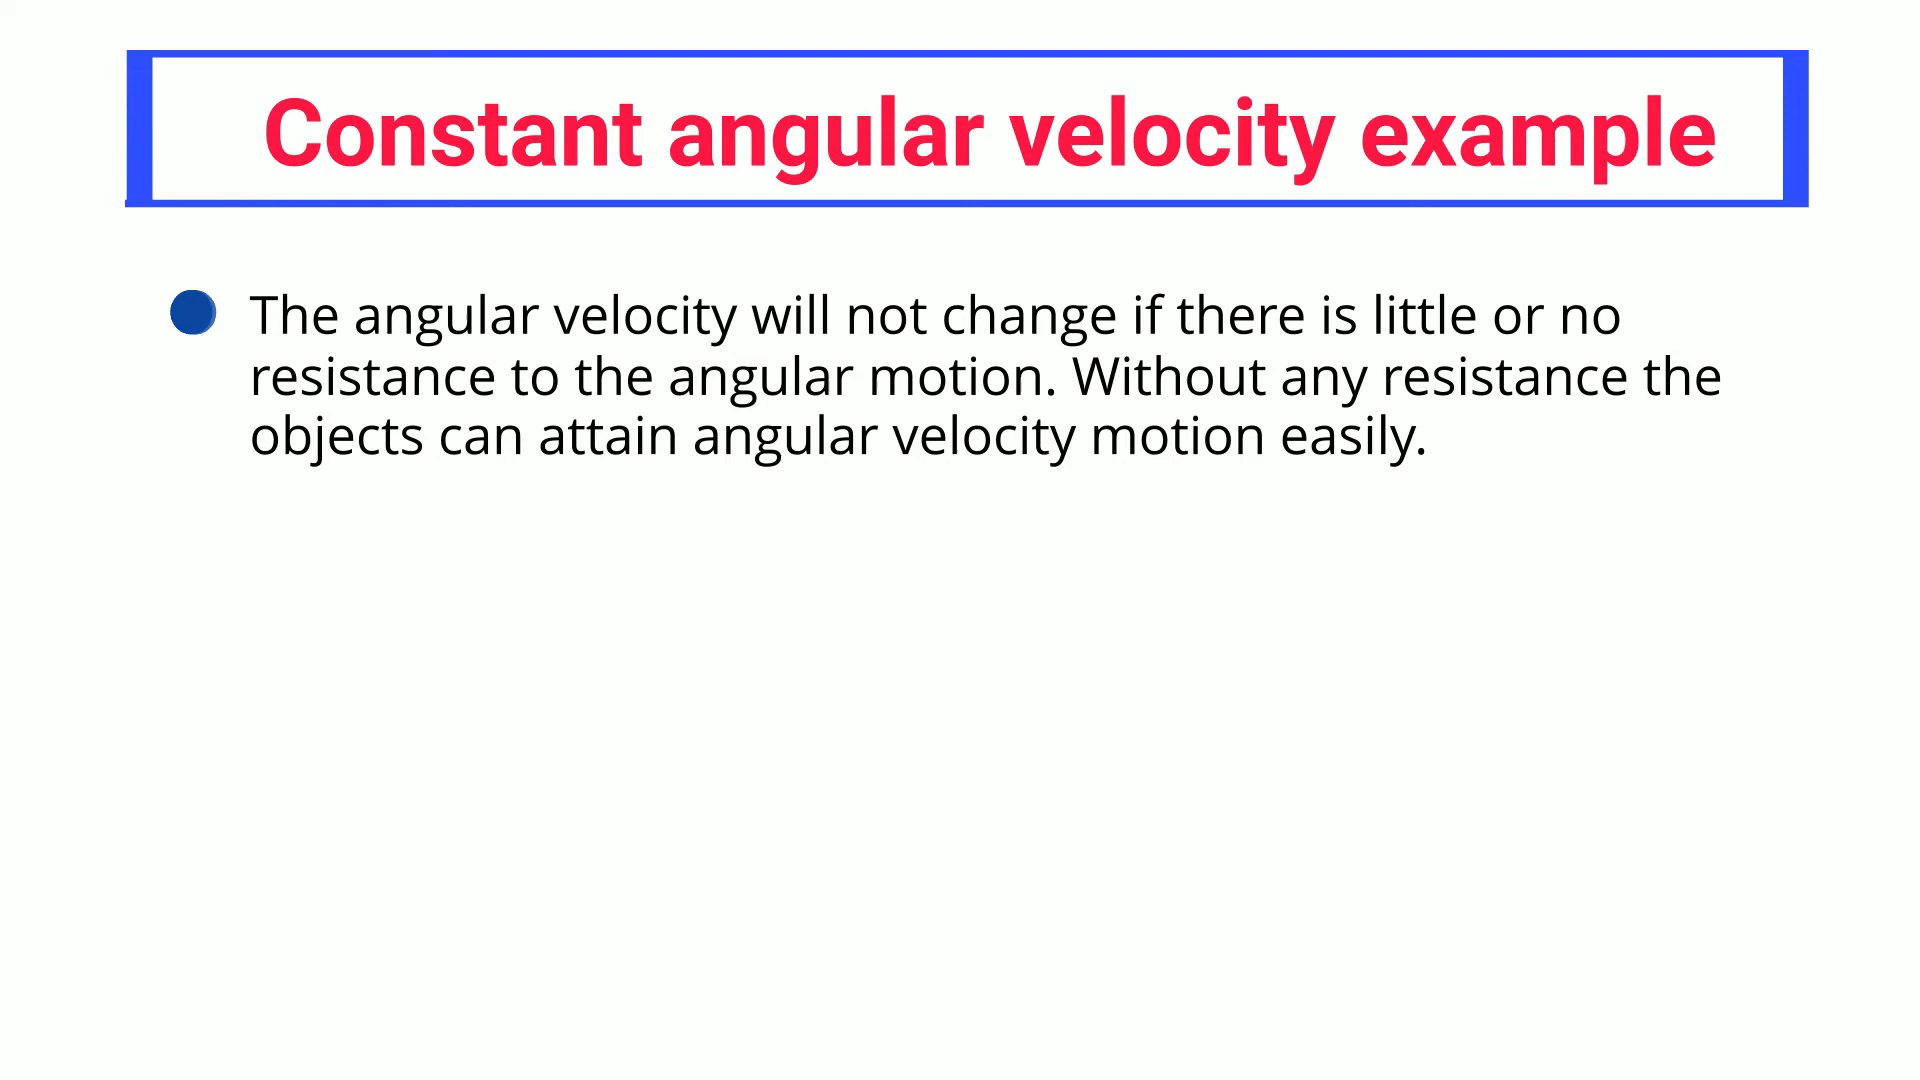 Constant angular velocity example
The angular velocity will not change if there is little or no
resistance to the angular motion. Without any resistance the
objects can attain angular velocity motion easily.